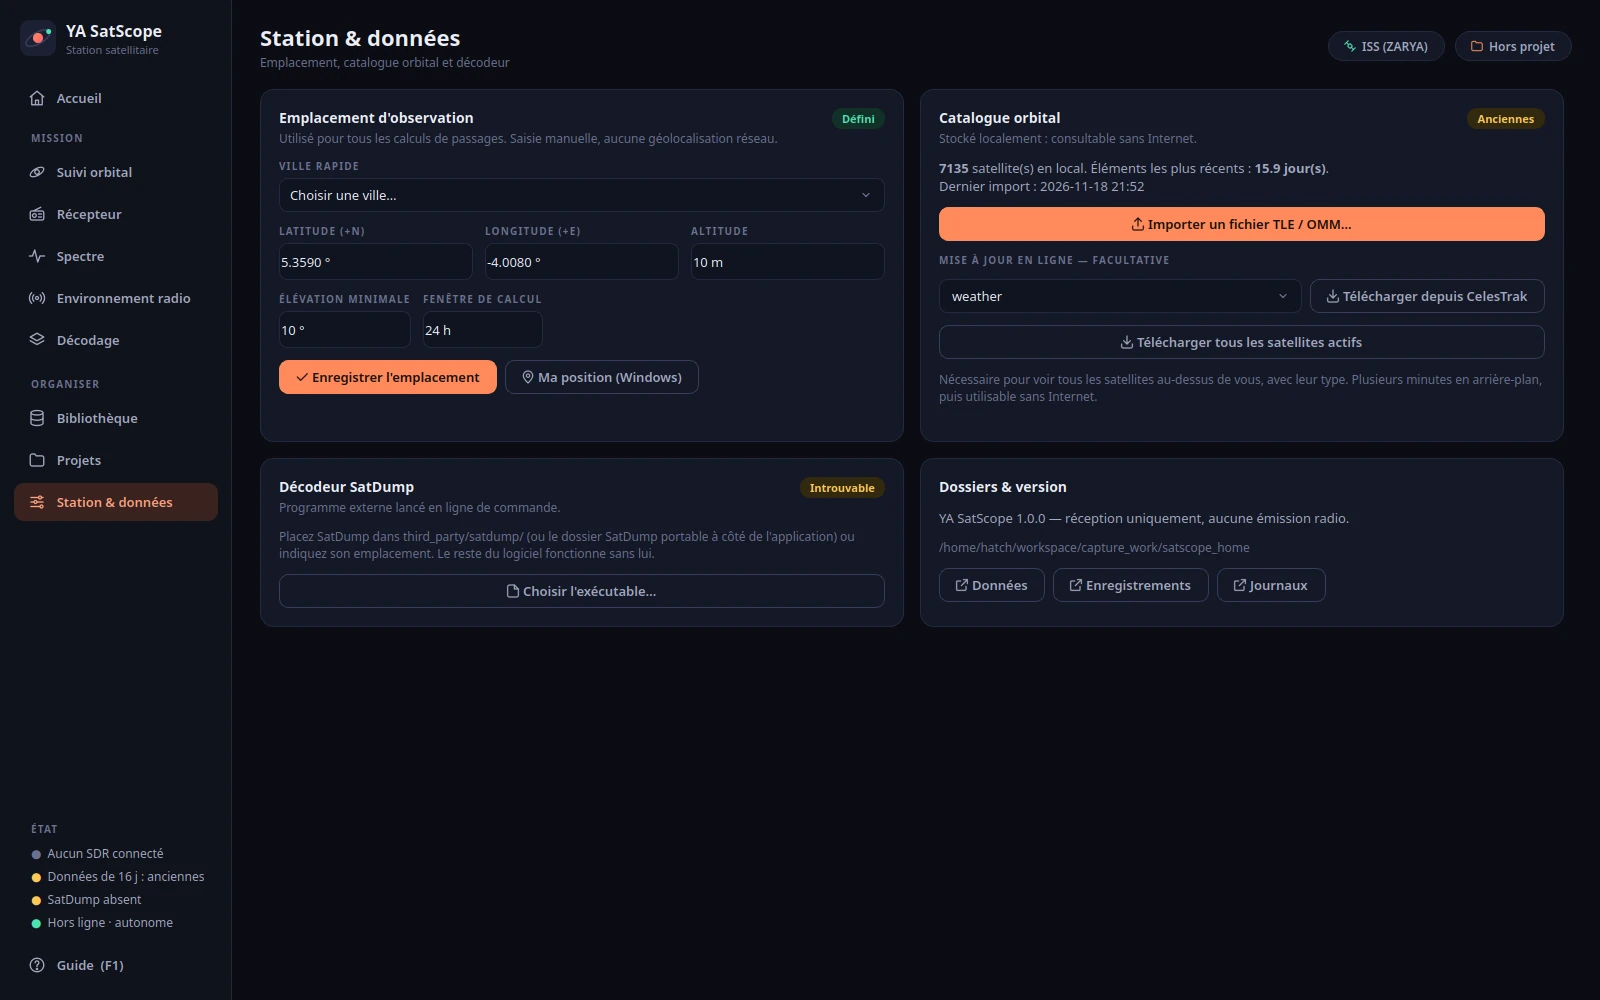 YA SatScope
Station satellitaire
Accueil
MISSION
Suivi orbital
Récepteur
Spectre
Environnement radio
Décodage
ORGANISER
Bibliothèque
Projets
Station & données
ÉTAT
Aucun SDR connecté
Données de 16 j : anciennes
SatDump absent
Hors ligne · autonome
Guide (F1)
Station & données
Emplacement, catalogue orbital et décodeur
ISS (ZARYA)
Hors projet
Emplacement d'observation
Défini
Utilisé pour tous les calculs de passages. Saisie manuelle, aucune géolocalisation réseau.
VILLE RAPIDE
Choisir une ville...
LATITUDE (+N) LONGITUDE (+E) ALTITUDE
5.3590 ° -4.0080 ° 10 m
ÉLÉVATION MINIMALE FENÊTRE DE CALCUL
10 ° 24 h
Enregistrer l'emplacement Ma position (Windows)
Catalogue orbital
Anciennes
Stocké localement : consultable sans Internet.
7135 satellite(s) en local. Éléments les plus récents : 15.9 jour(s).
Dernier import : 2026-11-18 21:52
Importer un fichier TLE / OMM...
MISE À JOUR EN LIGNE — FACULTATIVE
weather Télécharger depuis CelesTrak
Télécharger tous les satellites actifs
Nécessaire pour voir tous les satellites au-dessus de vous, avec leur type. Plusieurs minutes en arrière-plan,
puis utilisable sans Internet.
Décodeur SatDump
Introuvable
Programme externe lancé en ligne de commande.
Placez SatDump dans third_party/satdump/ (ou le dossier SatDump portable à côté de l'application) ou
indiquez son emplacement. Le reste du logiciel fonctionne sans lui.
Choisir l'exécutable...
Dossiers & version
YA SatScope 1.0.0 — réception uniquement, aucune émission radio.
/home/hatch/workspace/capture_work/satscope_home
Données Enregistrements Journaux